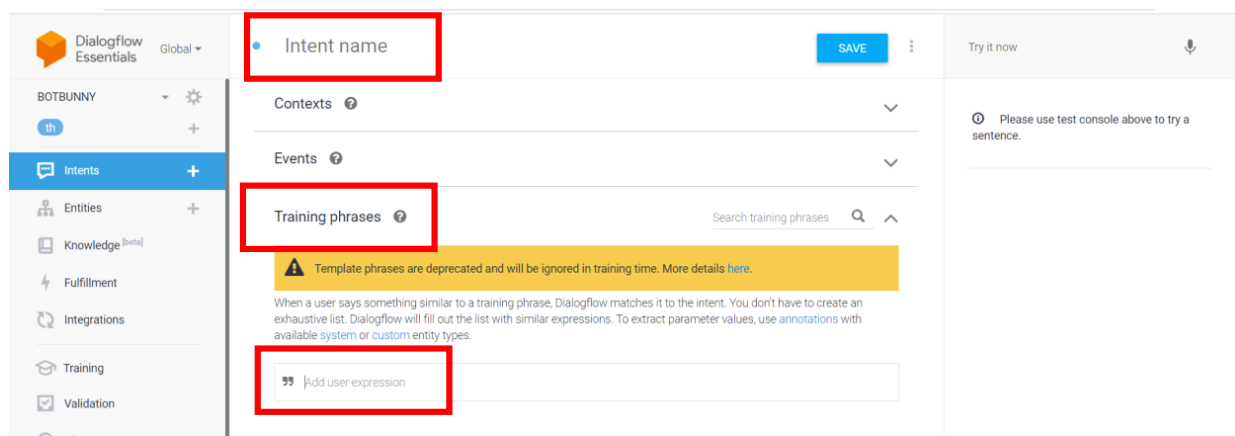 Dialogflow
Essentials
Global
Intent name
SAVE
Try it now
BOTBUNNY
th
Intents
Entities
Knowledge [beta]
Fulfillment
Integrations
Training
Validation
Contexts
Events
Training phrases
Search training phrases
Template phrases are deprecated and will be ignored in training time. More details here.
When a user says something similar to a training phrase, Dialogflow matches it to the intent. You don't have to create an
exhaustive list. Dialogflow will fill out the list with similar expressions. To extract parameter values, use annotations with
available system or custom entity types.
Add user expression
Please use test console above to try a
sentence.